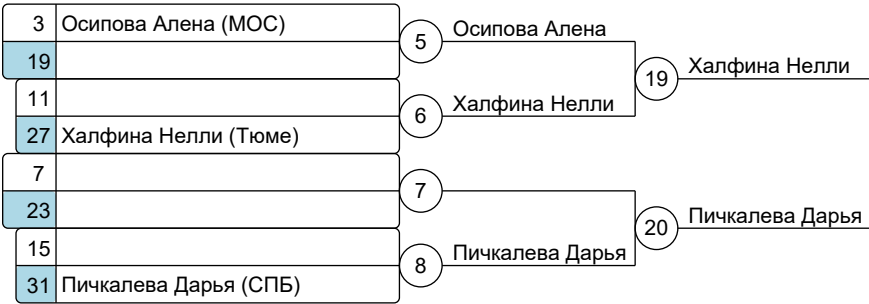 3 Осипова Алена (МОС)
19
11
27 Халфина Нелли (Тюме)
7
23
15
31 Пичкалева Дарья (СПБ)
5 Осипова Алена
6 Халфина Нелли
7
8 Пичкалева Дарья
19 Халфина Нелли
20 Пичкалева Дарья